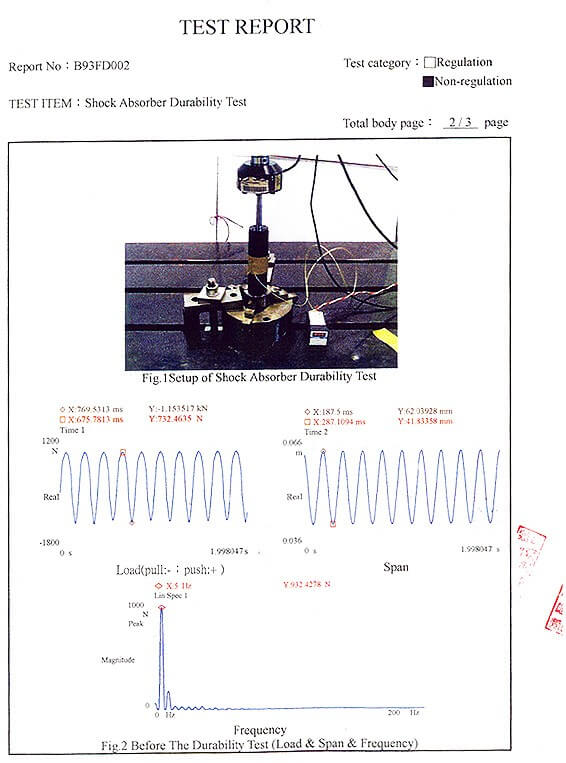 TEST REPORT
Report No：B93FD002
Test category：□Regulation
■Non-regulation
TEST ITEM：Shock Absorber Durability Test
Total body page： 2 / 3 page
Fig.1Setup of Shock Absorber Durability Test
◇ X:769.5313 ms Y:-1.153517 kN
□ X:675.7813 ms Y:732.4635 N
Time 1
◇ X:187.5 ms Y:62.03928 mm
□ X:287.1094 ms Y:41.83358 mm
Time 2
1200
N
Real
-1800
0 s 1.998047 s
0.066
m
Real
0.036
0 s 1.998047 s
Load(pull:-；push:+)
Span
◇ X:5 Hz Y:932.4278 N
Lin Spec 1
1000
N
Peak
Magnitude
0
0 Hz 200 Hz
Frequency
Fig.2 Before The Durability Test (Load & Span & Frequency)